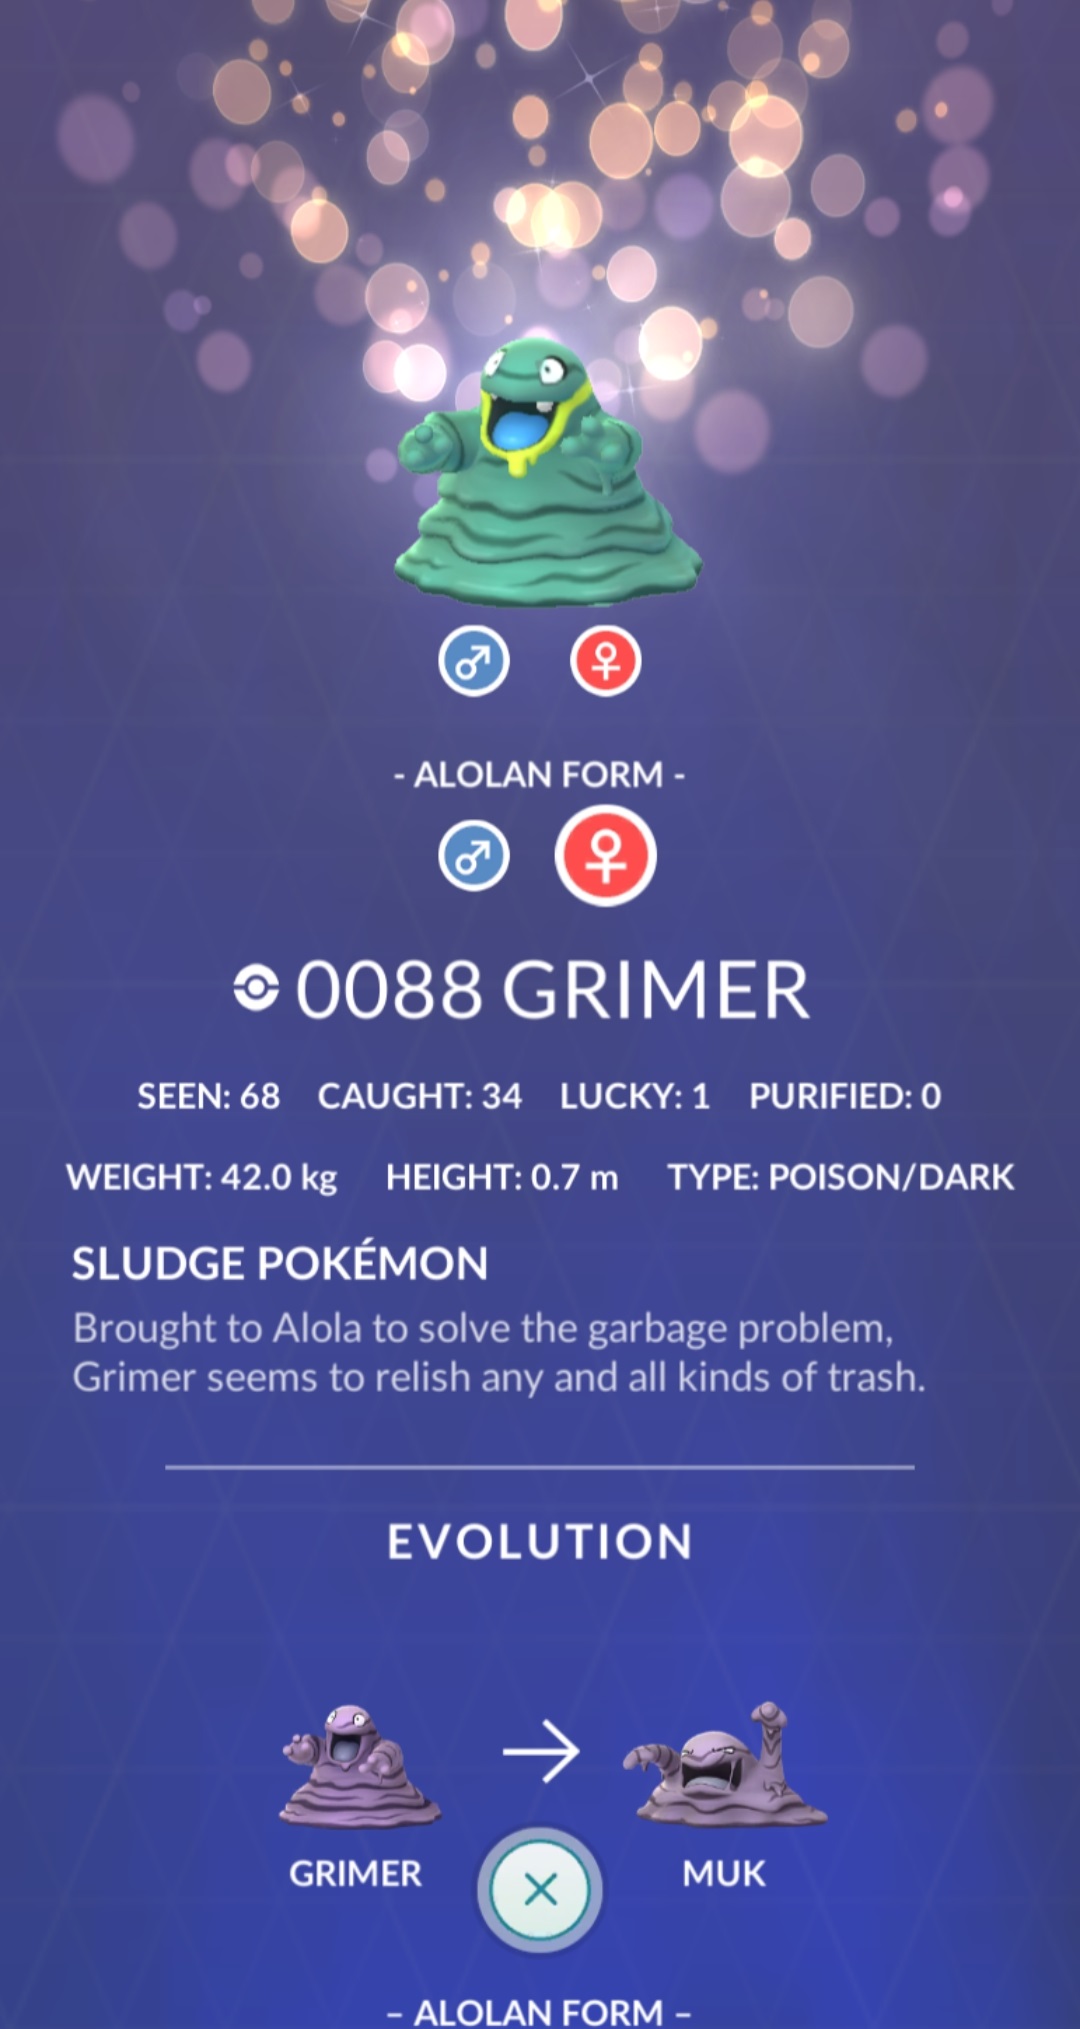 - ALOLAN FORM -
0088 GRIMER
SEEN: 68 CAUGHT: 34 LUCKY: 1 PURIFIED: 0
WEIGHT: 42.0 kg HEIGHT: 0.7 m TYPE: POISON/DARK
SLUDGE POKÉMON
Brought to Alola to solve the garbage problem,
Grimer seems to relish any and all kinds of trash.
EVOLUTION
GRIMER MUK
– ALOLAN FORM –